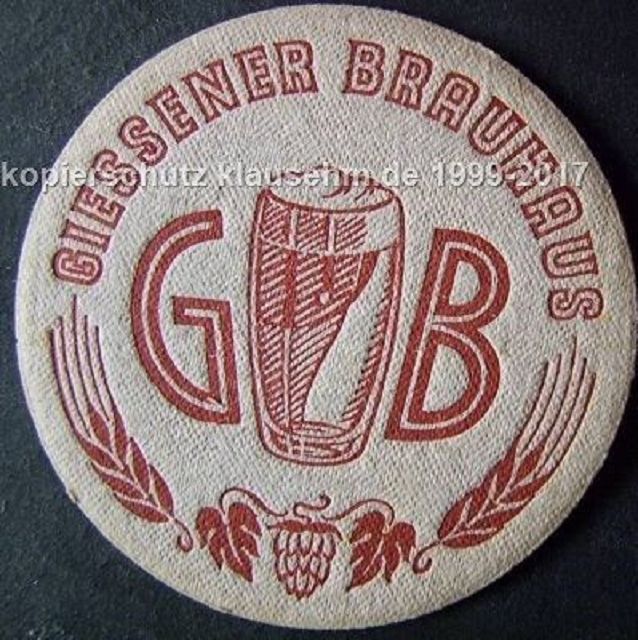 GIESSENER BRAUHAUS
kopierschutz klausehm.de 1999-2017
G B